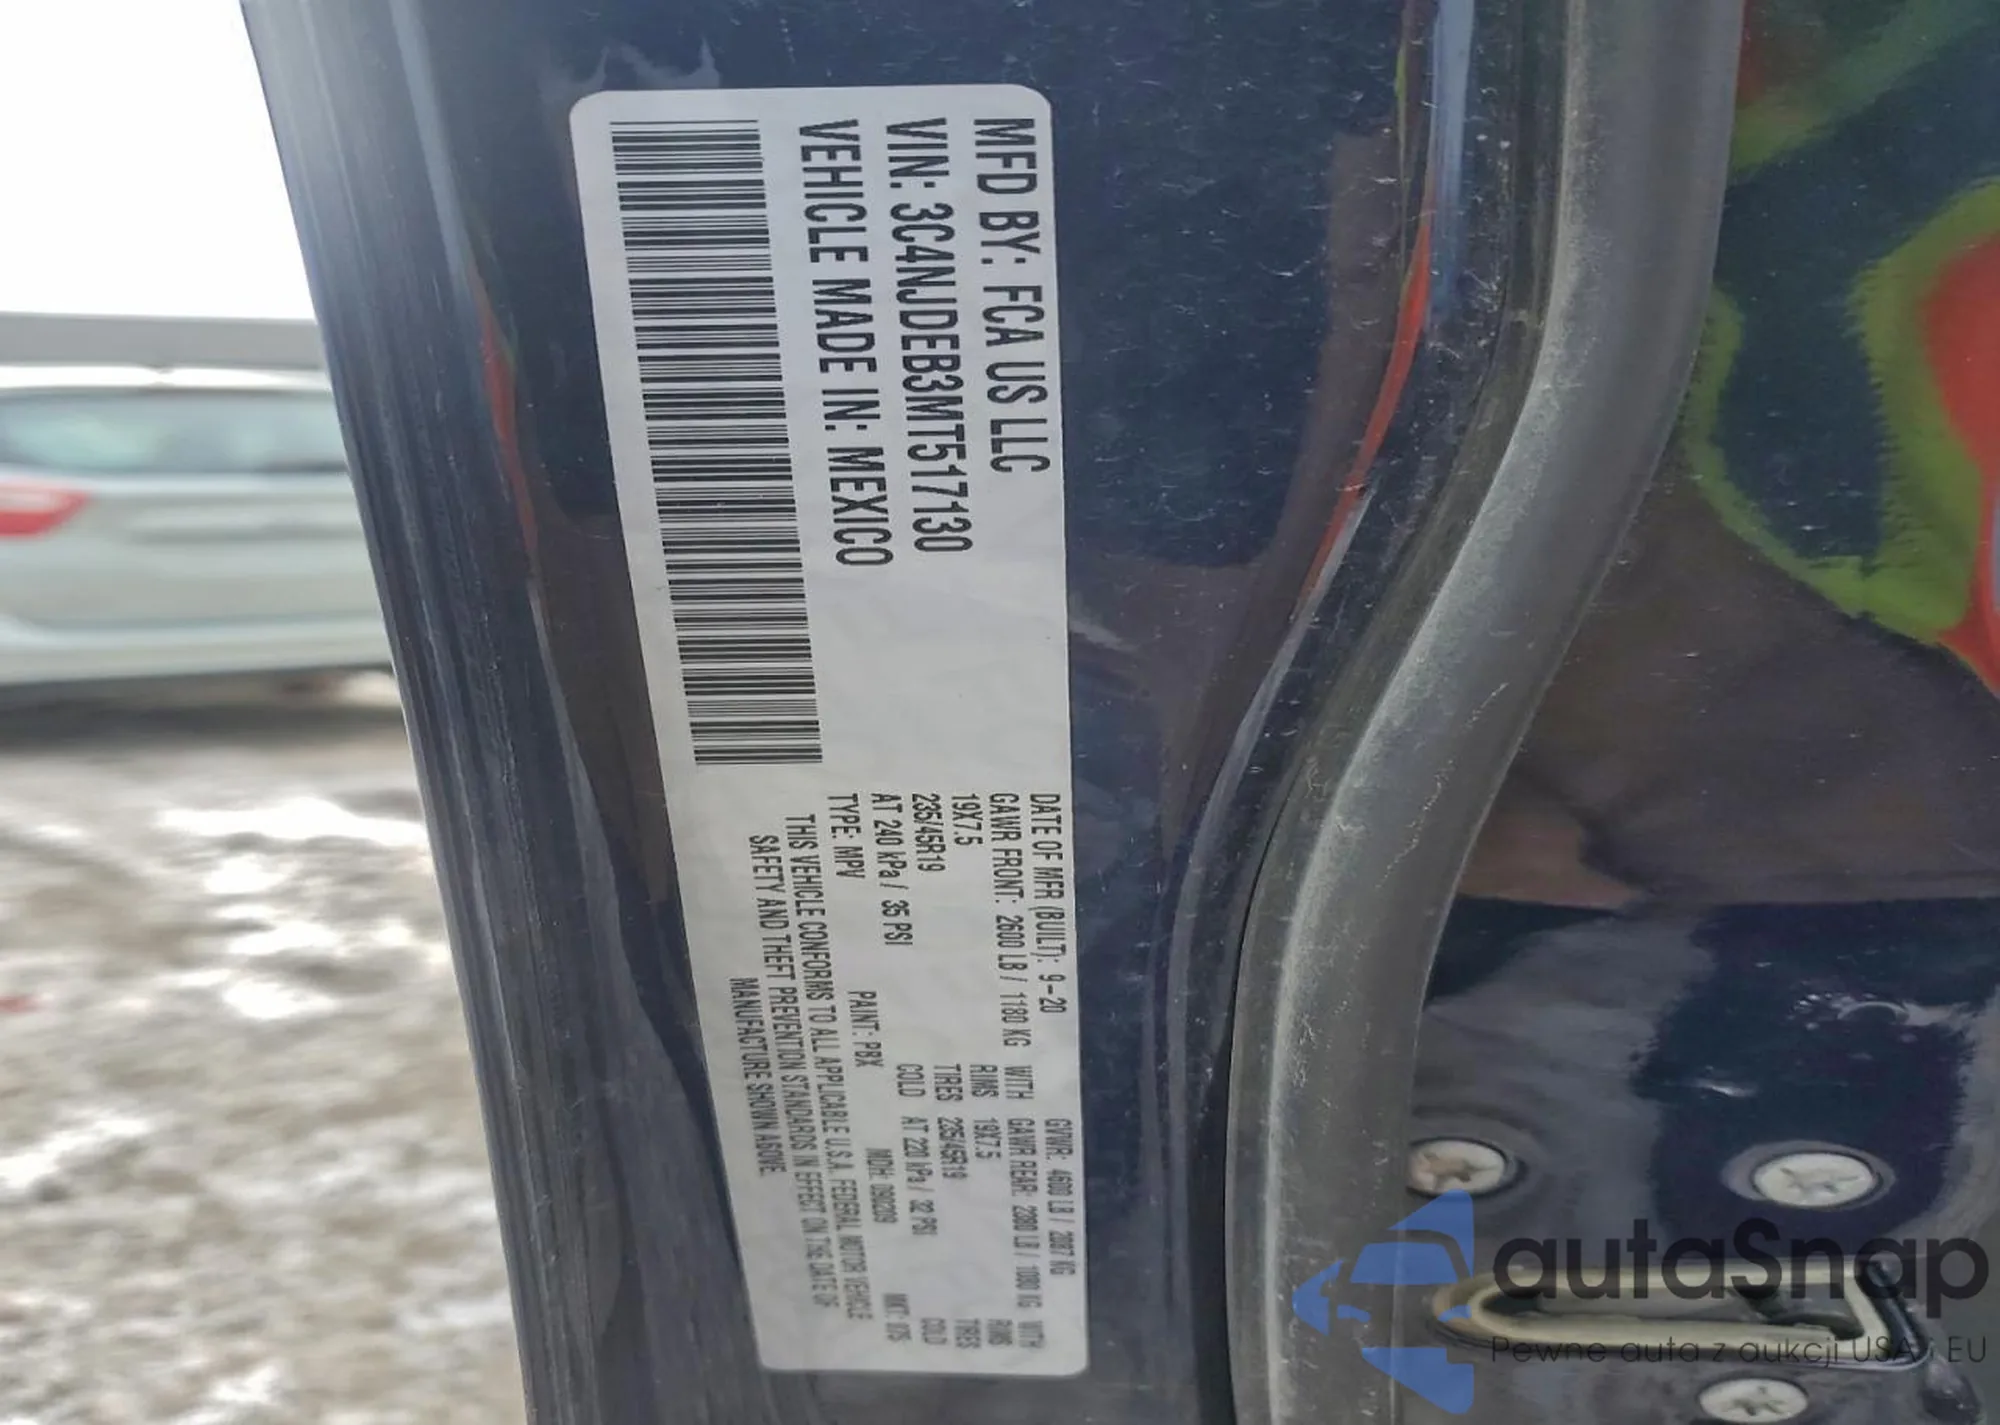 MFD BY: FCA US LLC
VIN: 3C4NJDEB3MT517130
VEHICLE MADE IN: MEXICO
DATE OF MFR (BUILT): 9-20 GVWR: 4600 LB / 2087 KG
GAWR FRONT: 2600 LB / 1180 KG WITH GAWR REAR: 2380 LB / 1080 KG WITH
19X7.5 RIMS 19X7.5 RIMS
235/45R19 TIRES 235/45R19 TIRES
AT 240 kPa / 35 PSI COLD AT 220 kPa / 32 PSI COLD
TYPE: MPV PAINT: PBX MDH: 090209 MKT:
THIS VEHICLE CONFORMS TO ALL APPLICABLE U.S.A. FEDERAL MOTOR VEHICLE
SAFETY AND THEFT PREVENTION STANDARDS IN EFFECT ON THE DATE OF
MANUFACTURE SHOWN ABOVE.
autaSnap
Pewne auta z aukcji USA i EU